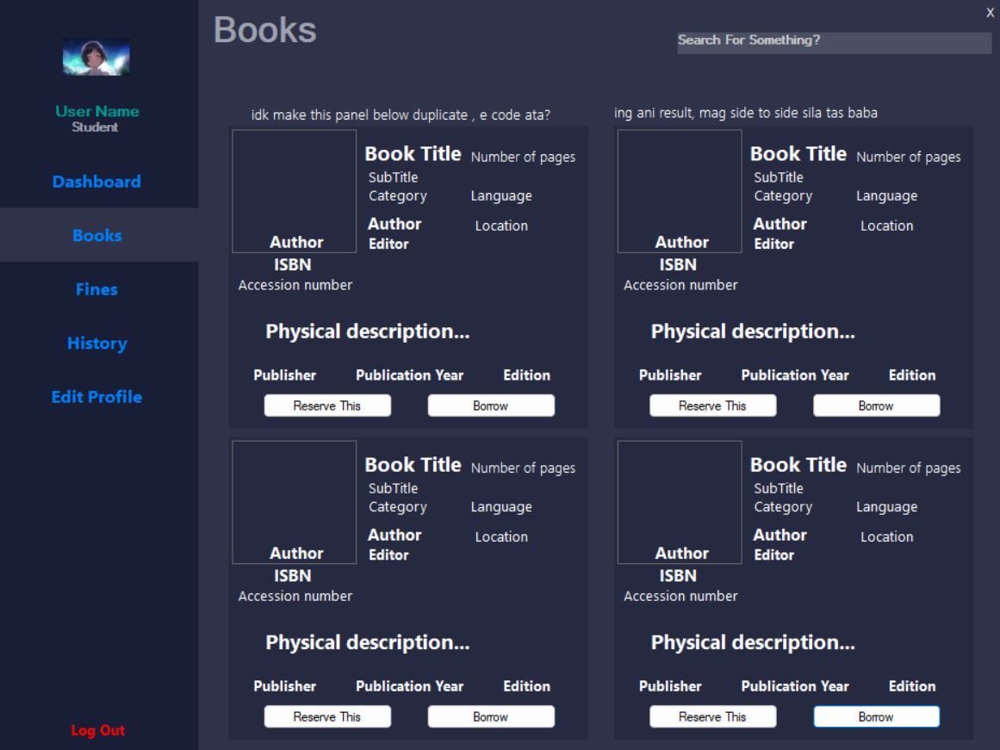 X
Books
Search For Something?
User Name
Student
Dashboard
Books
Fines
History
Edit Profile
Log Out
idk make this panel below duplicate , e code ata?
ing ani result, mag side to side sila tas baba
Book Title Number of pages
SubTitle
Category Language
Author Location
Editor
Author
ISBN
Accession number
Physical description...
Publisher Publication Year Edition
Reserve This Borrow
Book Title Number of pages
SubTitle
Category Language
Author Location
Editor
Author
ISBN
Accession number
Physical description...
Publisher Publication Year Edition
Reserve This Borrow
Book Title Number of pages
SubTitle
Category Language
Author Location
Editor
Author
ISBN
Accession number
Physical description...
Publisher Publication Year Edition
Reserve This Borrow
Book Title Number of pages
SubTitle
Category Language
Author Location
Editor
Author
ISBN
Accession number
Physical description...
Publisher Publication Year Edition
Reserve This Borrow